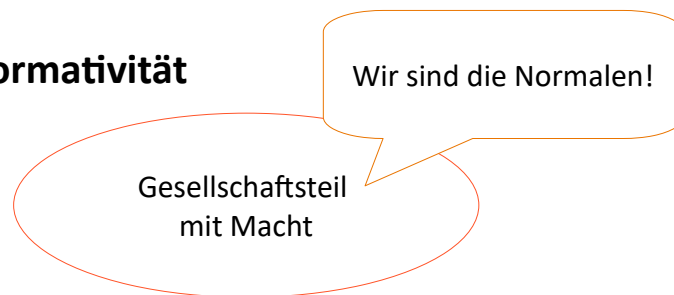 ormativität
Wir sind die Normalen!
Gesellschaftsteil
mit Macht